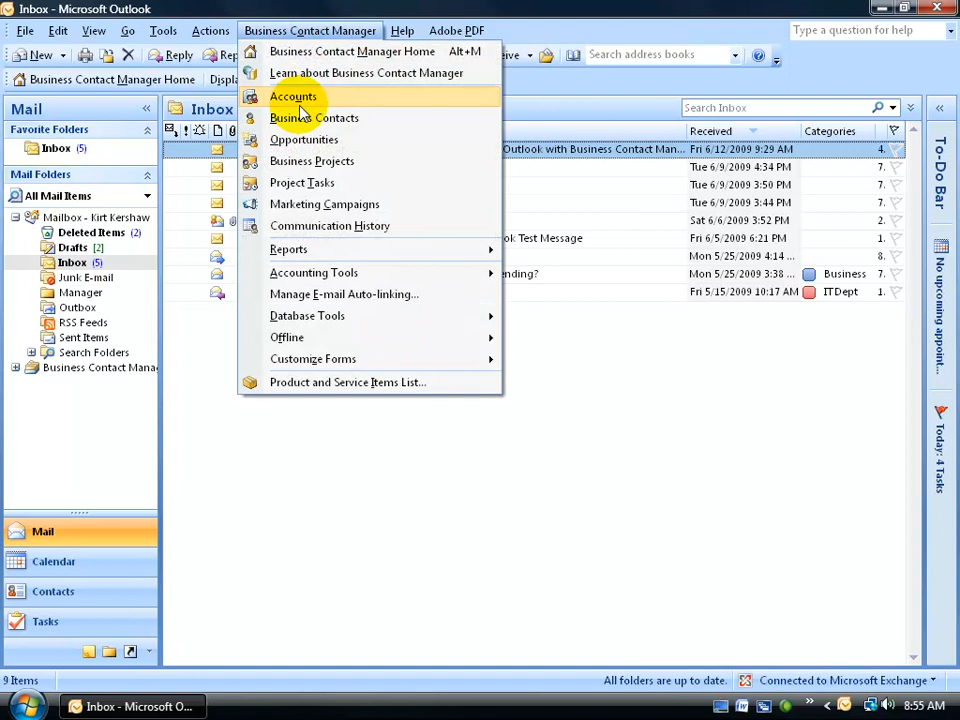 Inbox - Microsoft Outlook
File Edit View Go Tools Actions Business Contact Manager Help Adobe PDF
Type a question for help
New Reply Search address books
Business Contact Manager Home
Business Contact Manager Home Alt+M
Learn about Business Contact Manager
Accounts
Business Contacts
Opportunities
Business Projects
Project Tasks
Marketing Campaigns
Communication History
Reports
Accounting Tools
Manage E-mail Auto-linking...
Database Tools
Offline
Customize Forms
Product and Service Items List...
Mail
Favorite Folders
Inbox (5)
Mail Folders
All Mail Items
Mailbox - Kirt Kershaw
Deleted Items (2)
Drafts [2]
Inbox (5)
Junk E-mail
Manager
Outbox
RSS Feeds
Sent Items
Search Folders
Business Contact Mana
Mail
Calendar
Contacts
Tasks
Inbox
Search Inbox
Received Categories
Outlook with Business Contact Man... Fri 6/12/2009 9:29 AM 4.
Tue 6/9/2009 4:34 PM 7.
Tue 6/9/2009 3:50 PM 7.
Tue 6/9/2009 3:44 PM 7.
Sat 6/6/2009 3:52 PM 2.
ok Test Message Fri 6/5/2009 6:21 PM 7.
Mon 5/25/2009 4:14 ...
ending? Mon 5/25/2009 3:38 ... Business 7.
Fri 5/15/2009 10:17 AM ITDept 1.
To-Do Bar
No upcoming appoint...
Today: 4 Tasks
9 Items
All folders are up to date.
Connected to Microsoft Exchange
Inbox - Microsoft O...
8:55 AM